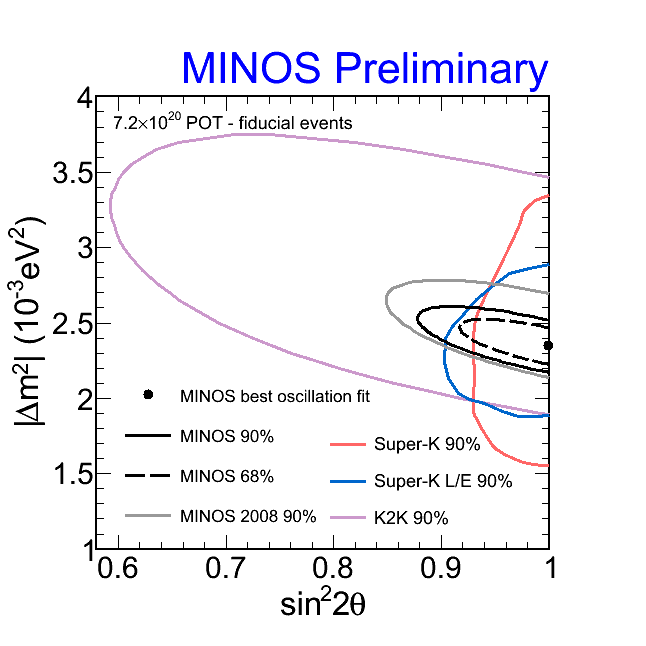 MINOS Preliminary
7.2×10²⁰ POT - fiducial events
|Δm²| (10⁻³eV²)
4
3.5
3
2.5
2
1.5
1
MINOS best oscillation fit
MINOS 90%
MINOS 68%
MINOS 2008 90%
Super-K 90%
Super-K L/E 90%
K2K 90%
0.6 0.7 0.8 0.9 1
sin²2θ